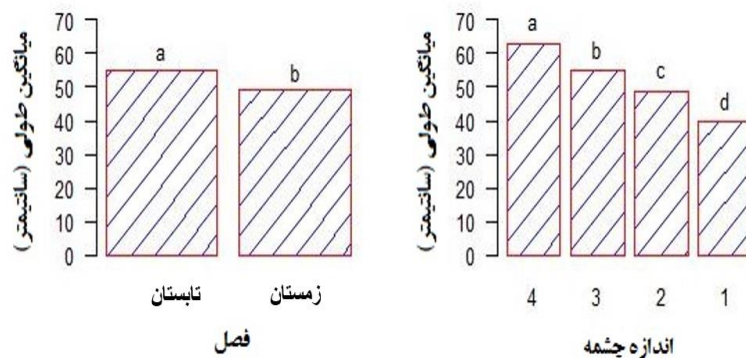 میانگین طولی (سانتیمتر)
70
60
50
40
30
20
10
0
a
b
تابستان
زمستان
فصل
میانگین طولی (سانتیمتر)
70
60
50
40
30
20
10
0
a
b
c
d
4
3
2
1
اندازه چشمه